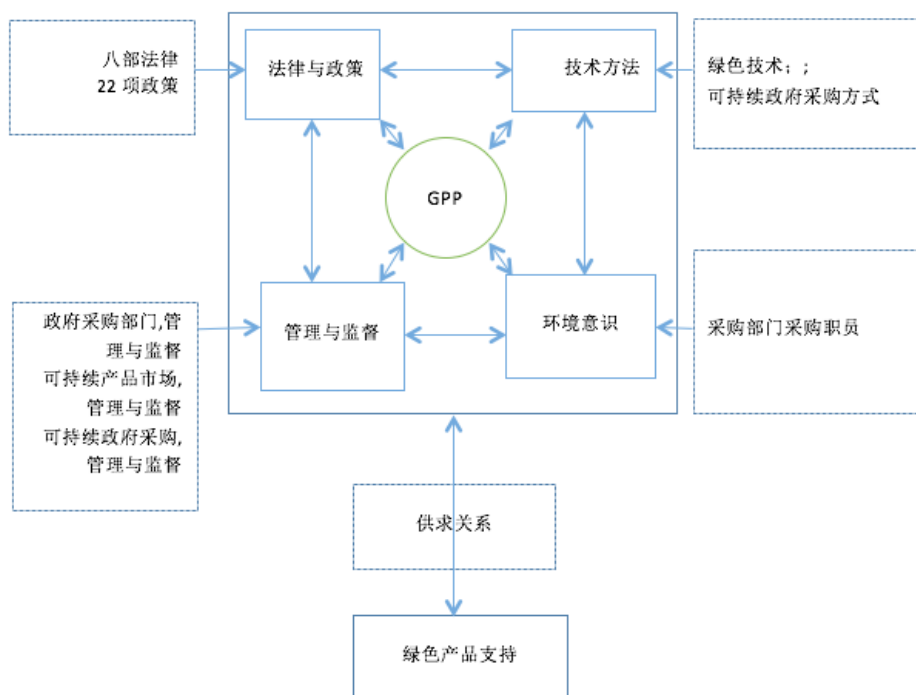 八部法律
22 项政策
法律与政策
技术方法
绿色技术; ;
可持续政府采购方式
GPP
政府采购部门,管
理与监督
可持续产品市场,
管理与监督
可持续政府采购,
管理与监督
管理与监督
环境意识
采购部门采购职员
供求关系
绿色产品支持